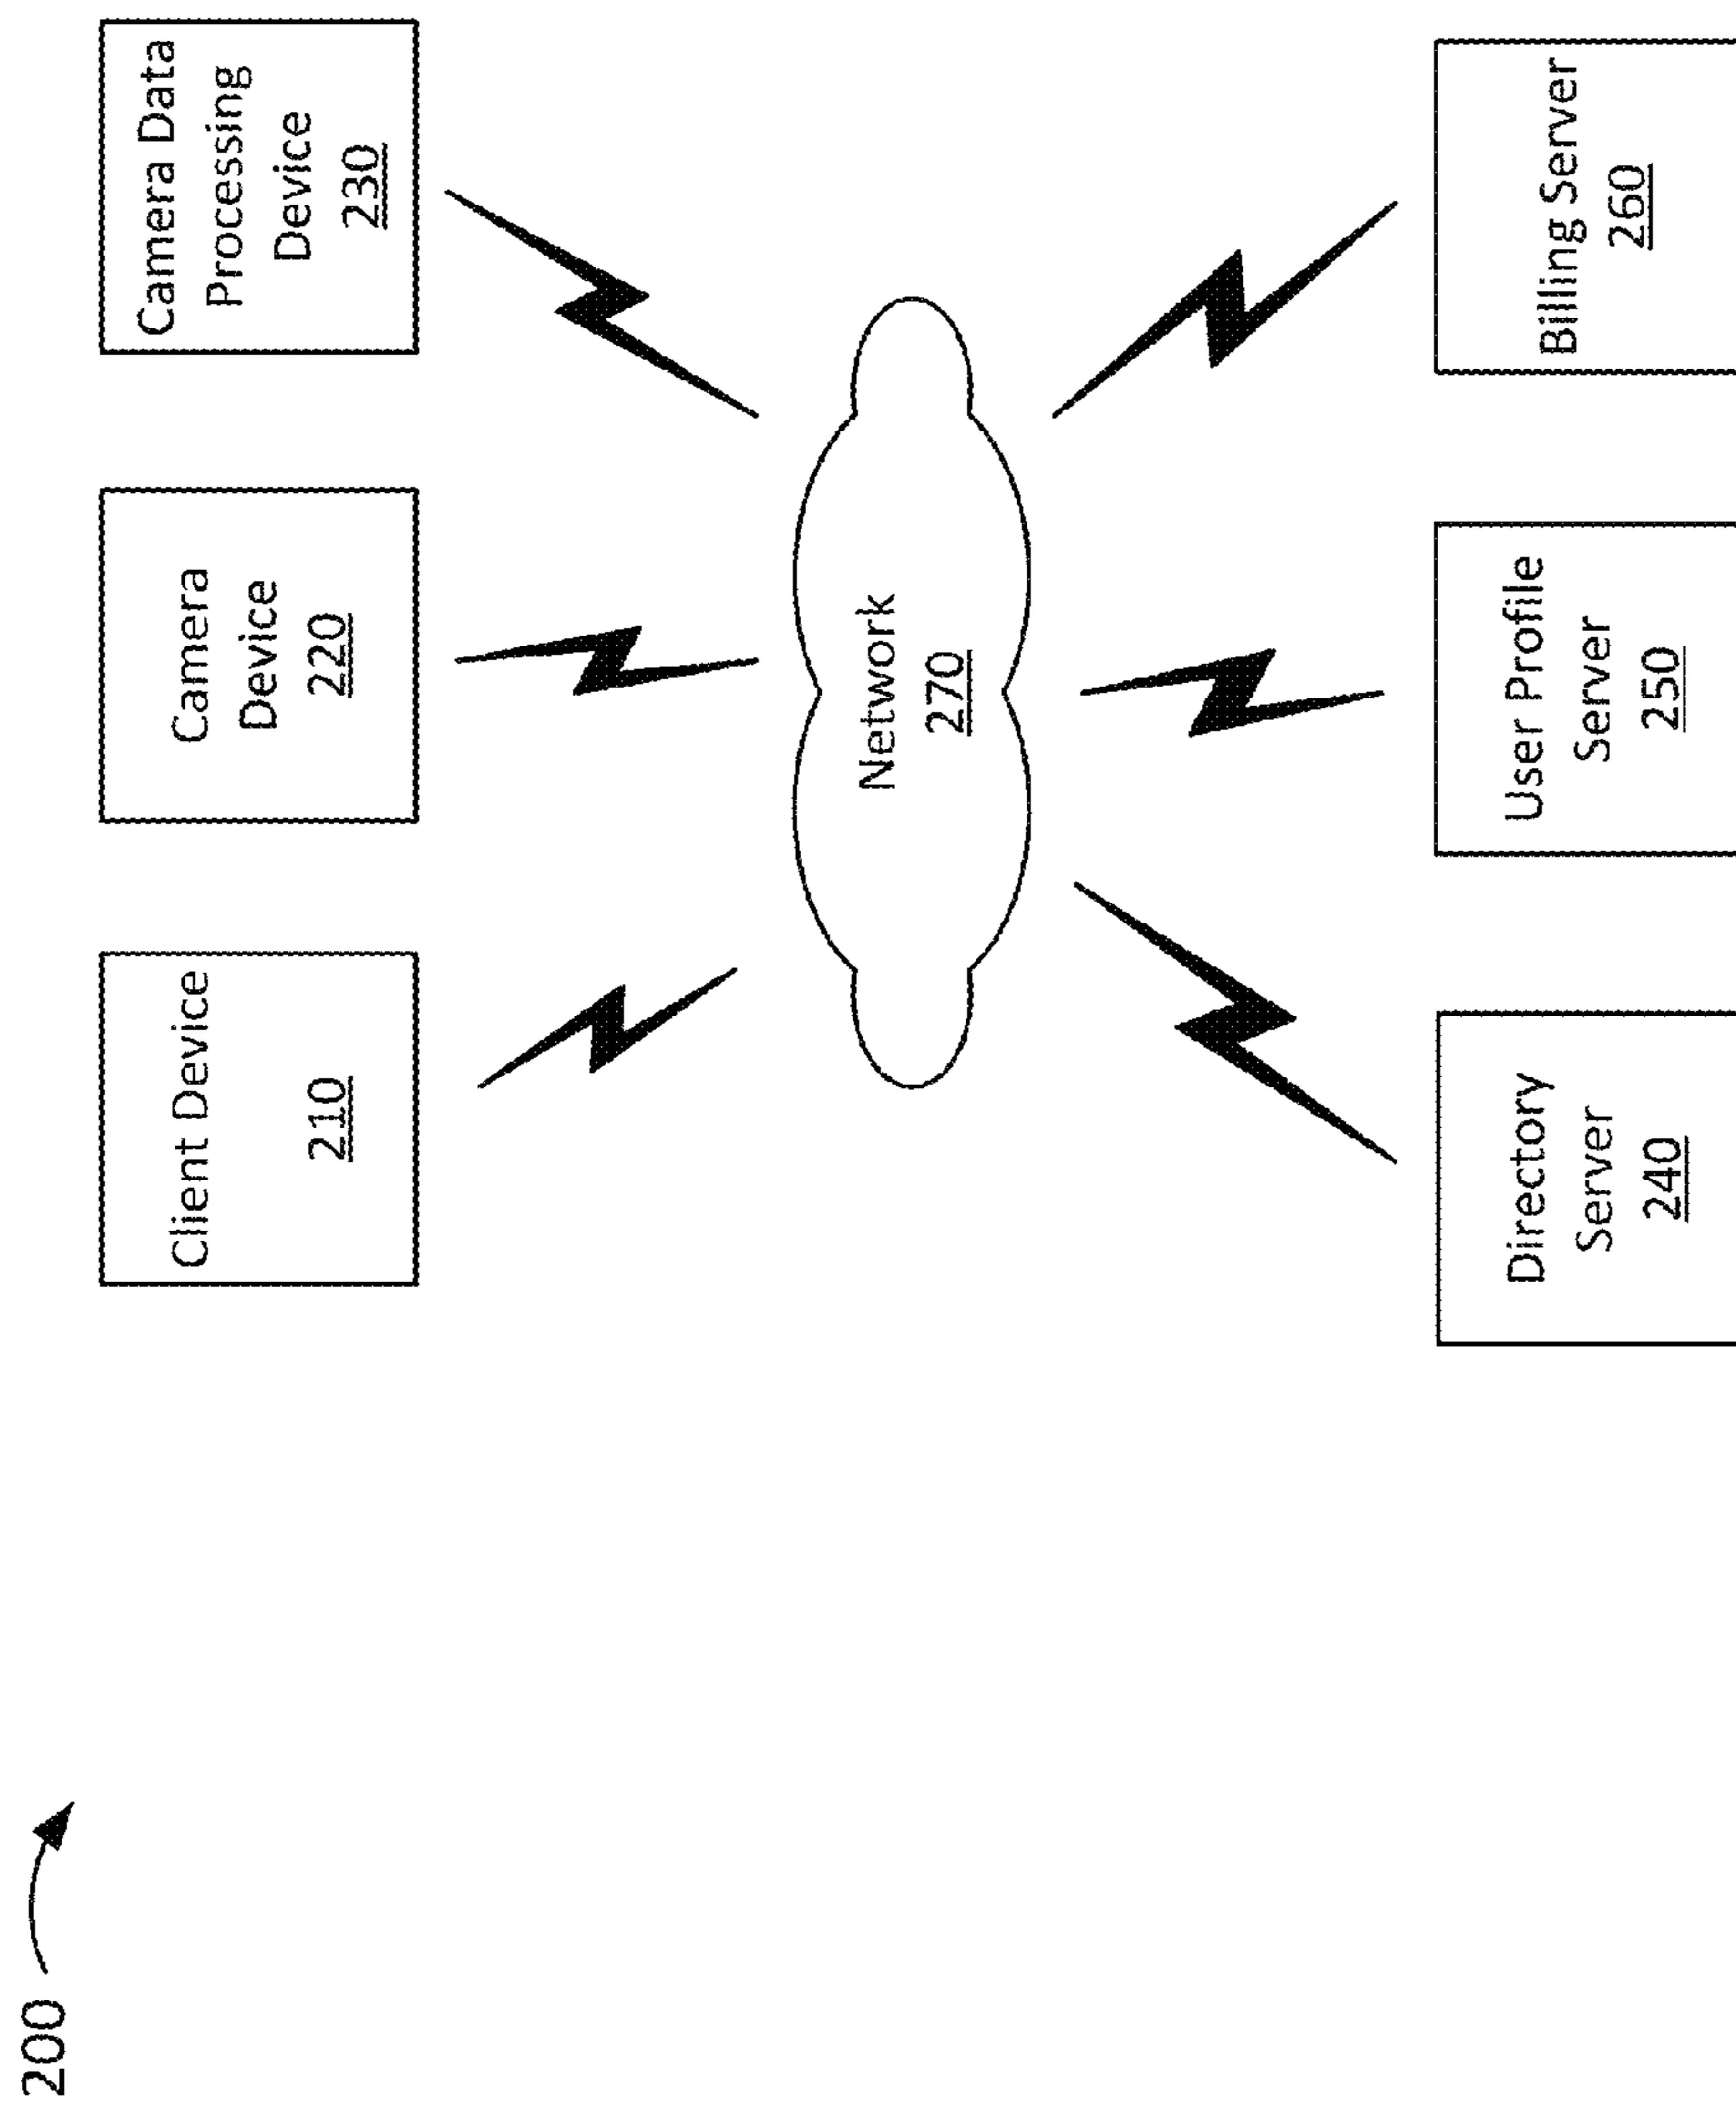 200
Client Device
210
Camera
Device
220
Camera Data
Processing
Device
230
Network
270
Directory
Server
240
User Profile
Server
250
Billing Server
260